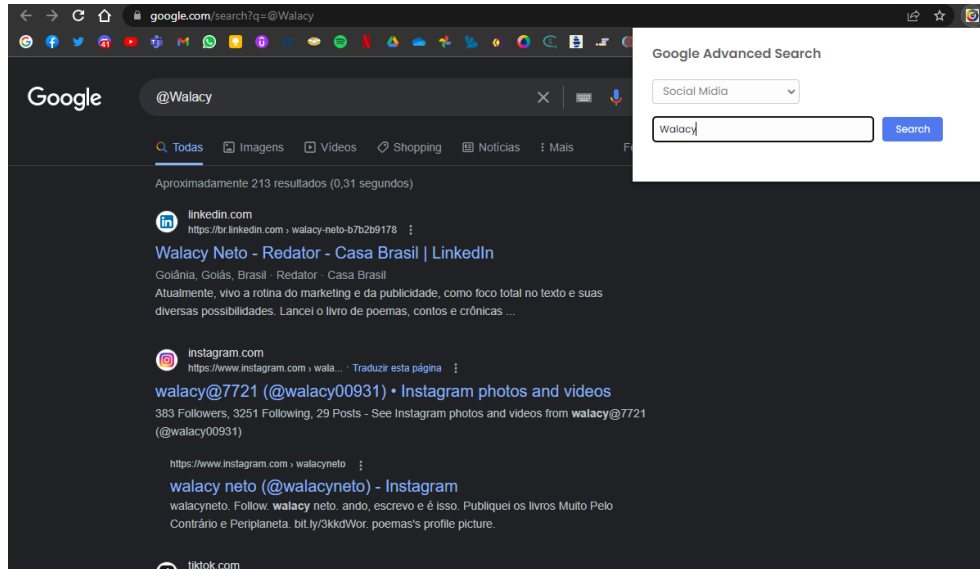 google.com/search?q=@Walacy
41
Google Advanced Search
Social Midia
Walacy
Search
Google
@Walacy
Todas
Imagens
Vídeos
Shopping
Notícias
Mais
Aproximadamente 213 resultados (0,31 segundos)
linkedin.com
https://br.linkedin.com › walacy-neto-b7b2b9178
Walacy Neto - Redator - Casa Brasil | LinkedIn
Goiânia, Goiás, Brasil · Redator · Casa Brasil
Atualmente, vivo a rotina do marketing e da publicidade, como foco total no texto e suas
diversas possibilidades. Lancei o livro de poemas, contos e crônicas ...
instagram.com
https://www.instagram.com › wala... · Traduzir esta página
walacy@7721 (@walacy00931) • Instagram photos and videos
383 Followers, 3251 Following, 29 Posts - See Instagram photos and videos from walacy@7721
(@walacy00931)
https://www.instagram.com › walacyneto
walacy neto (@walacyneto) - Instagram
walacyneto. Follow. walacy neto. ando, escrevo e é isso. Publiquei os livros Muito Pelo
Contrário e Periplaneta. bit.ly/3kkdWor. poemas's profile picture.
tiktok.com